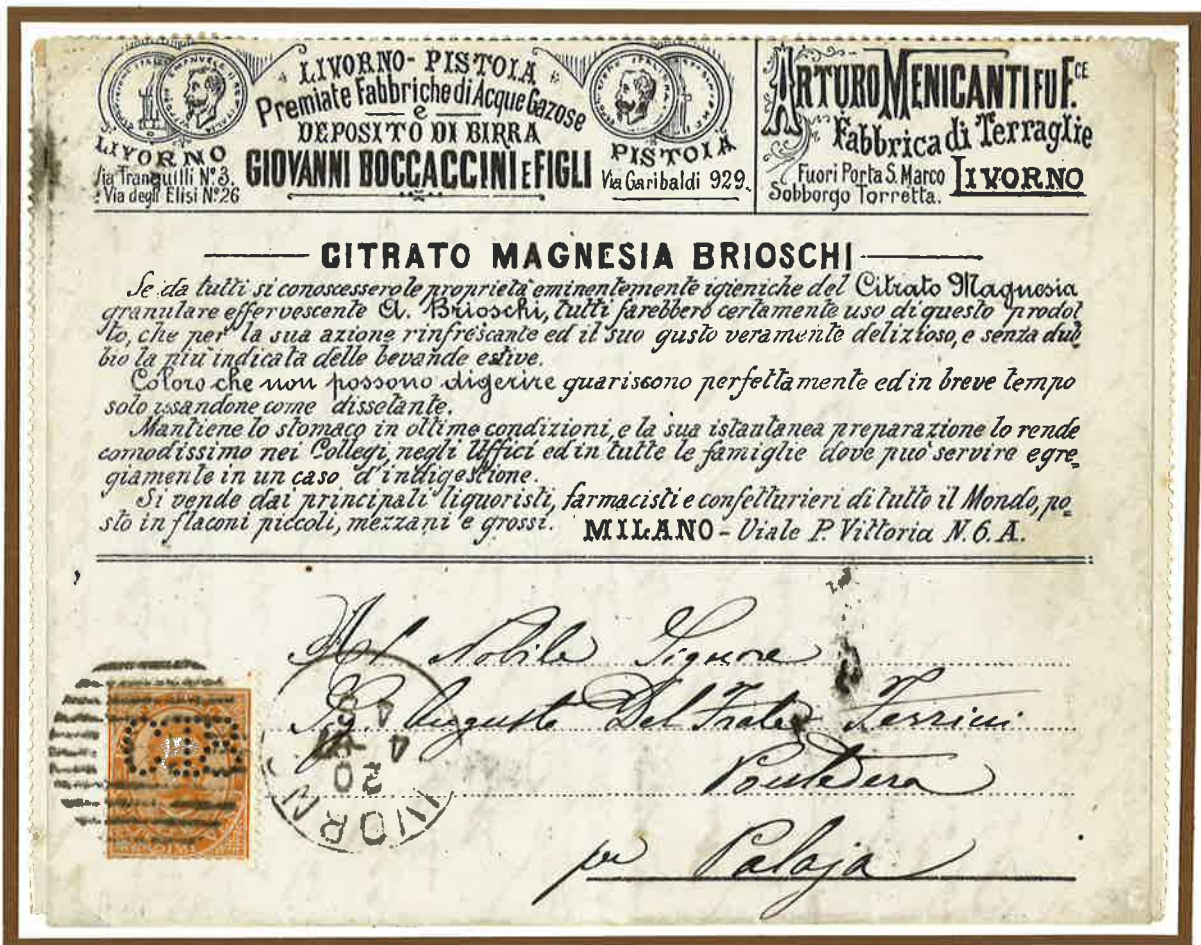 LIVORNO - PISTOIA
Premiate Fabbriche di Acque Gazose
e
DEPOSITO DI BIRRA
GIOVANNI BOCCACCINI E FIGLI
LIVORNO
Via Tranquilli N.º 3.
Via degli Elisi N.º 26
PISTOIA
Via Garibaldi 929.
ARTURO MENICANTI FU F.CE
Fabbrica di Terraglie
Fuori Porta S. Marco
Sobborgo Torretta.
LIVORNO
CITRATO MAGNESIA BRIOSCHI
Se da tutti si conoscessero le proprietà eminentemente igieniche del Citrato Magnesia
granulare effervescente A. Brioschi, tutti farebbero certamente uso di questo prodot
to, che per la sua azione rinfrescante ed il suo gusto veramente delizioso, e senza dub
bio la più indicata delle bevande estive.
Coloro che non possono digerire guariscono perfettamente ed in breve tempo
solo usandone come dissetante.
Mantiene lo stomaco in ottime condizioni, e la sua istantanea preparazione lo rende
comodissimo nei Collegi, negli Uffici ed in tutte le famiglie dove può servire egre-
giamente in un caso d'indigestione.
Si vende dai principali liquoristi, farmacisti e confetturieri di tutto il Mondo, po-
sto in flaconi piccoli, mezzani e grossi. MILANO - Viale P. Vittoria N. 6. A.
Al Nobile Signore
Sg. Augusto Del Frate Ferrini
Pontedera
per Palaja